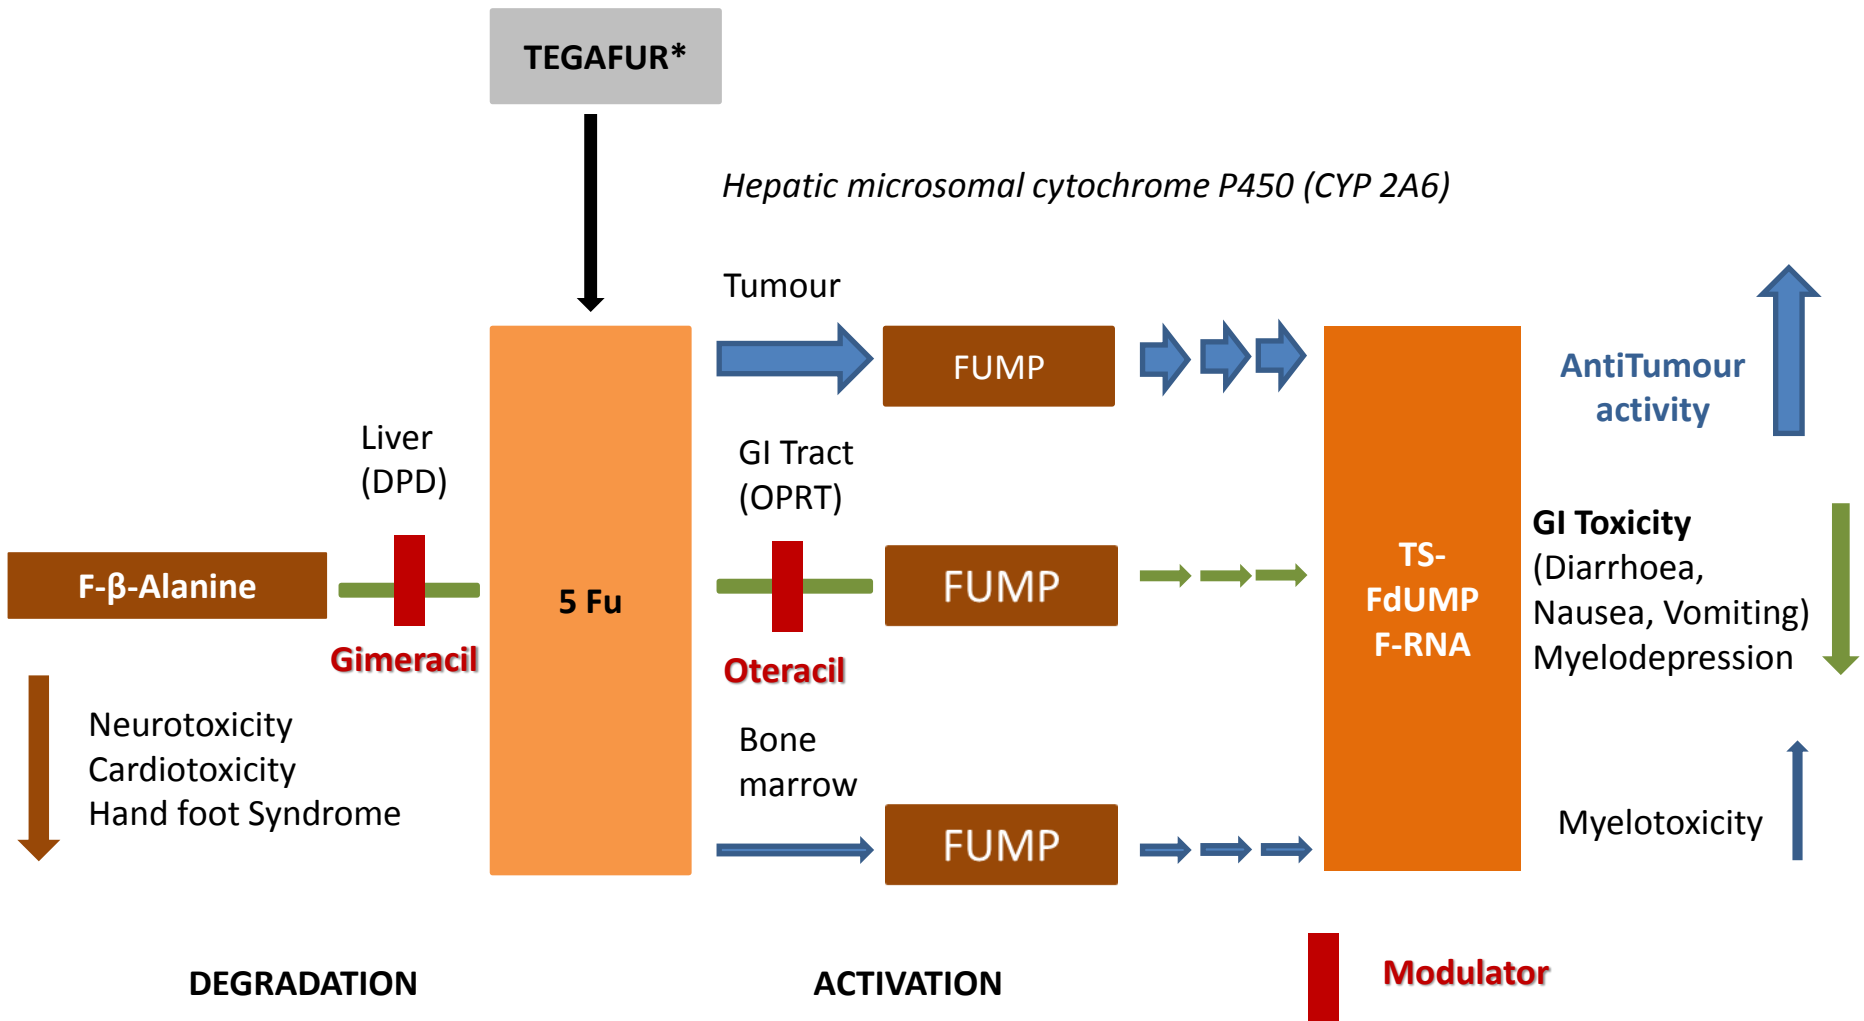 TEGAFUR*
Hepatic microsomal cytochrome P450 (CYP 2A6)
Tumour
FUMP
AntiTumour
activity
Liver
(DPD)
GI Tract
(OPRT)
F-β-Alanine
Gimeracil
5 Fu
Oteracil
FUMP
TS-
FdUMP
F-RNA
GI Toxicity
(Diarrhoea,
Nausea, Vomiting)
Myelodepression
Neurotoxicity
Cardiotoxicity
Hand foot Syndrome
Bone
marrow
FUMP
Myelotoxicity
DEGRADATION
ACTIVATION
Modulator